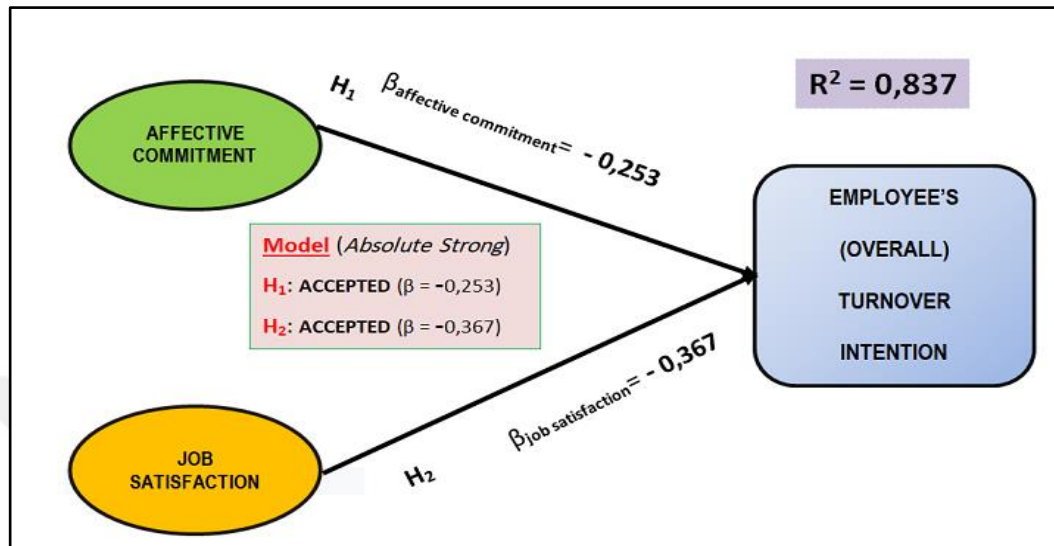 R² = 0,837
H₁ βaffective commitment= - 0,253
AFFECTIVE
COMMITMENT
EMPLOYEE’S
(OVERALL)
TURNOVER
INTENTION
Model (Absolute Strong)
H₁: ACCEPTED (β = -0,253)
H₂: ACCEPTED (β = -0,367)
JOB
SATISFACTION
H₂ βjob satisfaction= - 0,367